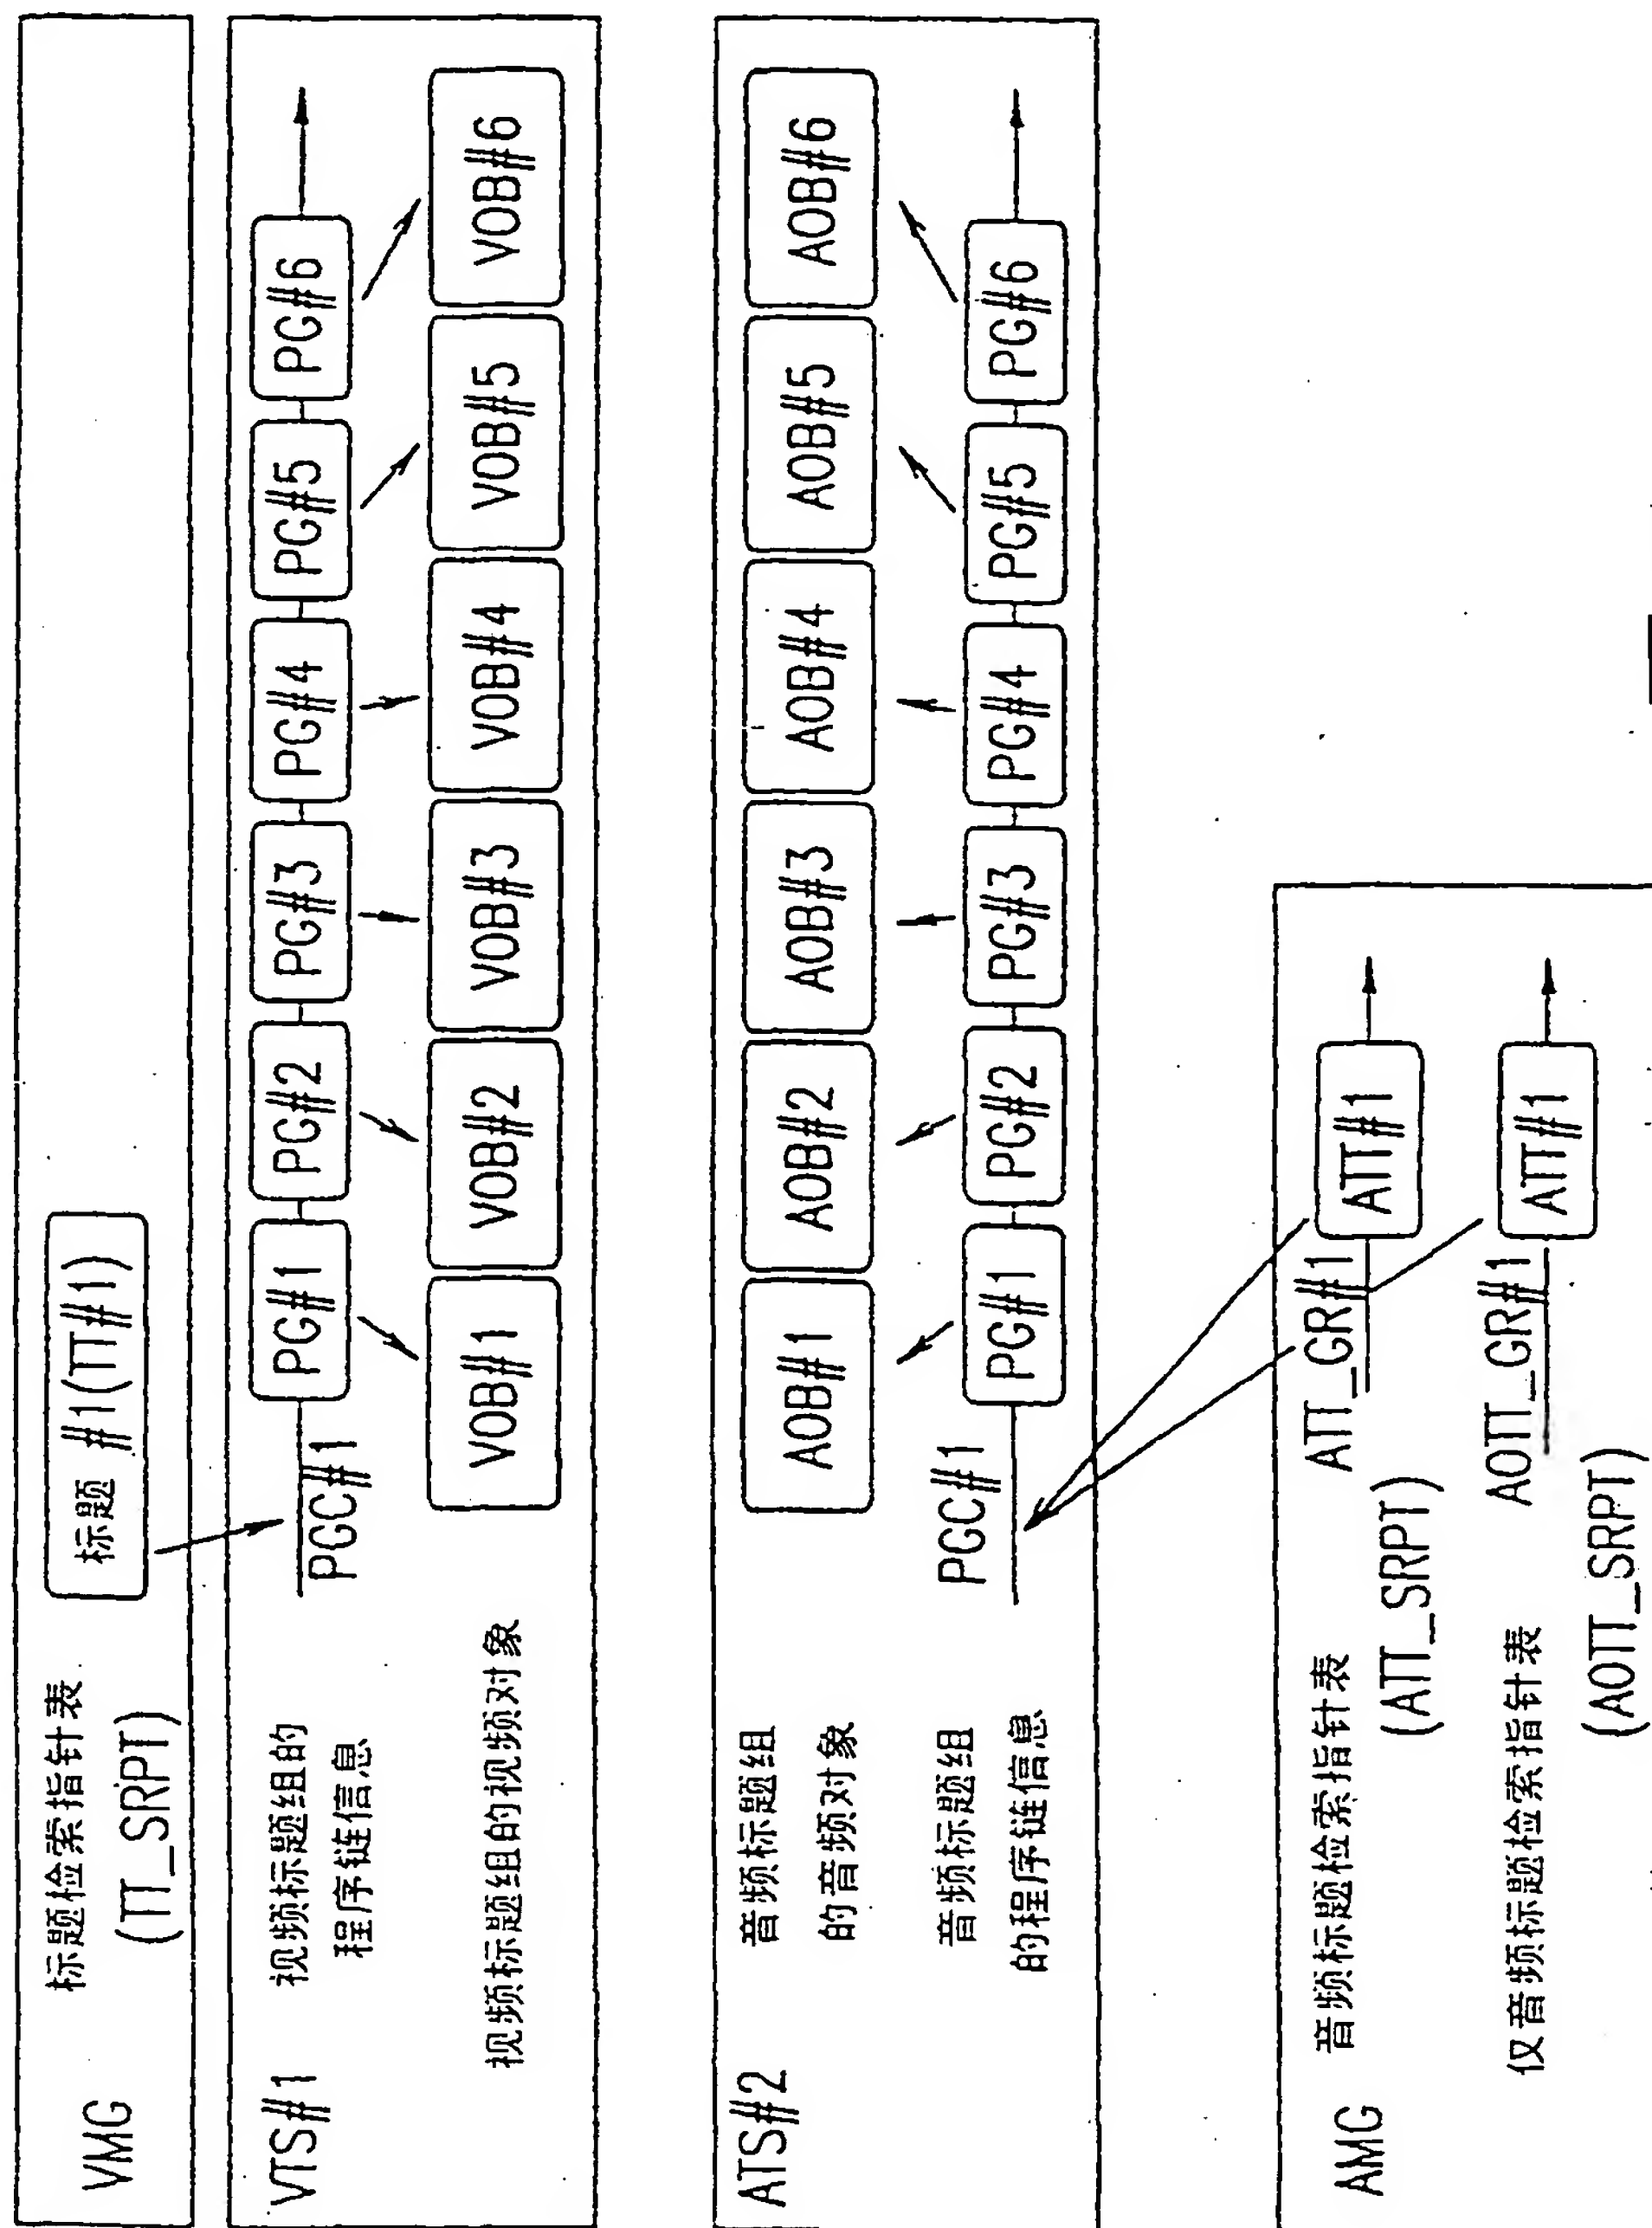 VMG
标题检索指针表
(TT_SRPT)
标题 #1(TT#1)
VTS#1
视频标题组的
程序链信息
PGC#1
PG#1
PG#2
PG#3
PG#4
PG#5
PG#6
视频标题组的视频对象
VOB#1
VOB#2
VOB#3
VOB#4
VOB#5
VOB#6
ATS#2
音频标题组
的音频对象
AOB#1
AOB#2
AOB#3
AOB#4
AOB#5
AOB#6
音频标题组
的程序链信息
PGC#1
PG#1
PG#2
PG#3
PG#4
PG#5
PG#6
AMG
音频标题检索指针表
(ATT_SRPT)
ATT_GR#1
ATT#1
仅音频标题检索指针表
(AOTT_SRPT)
AOTT_GR#1
ATT#1